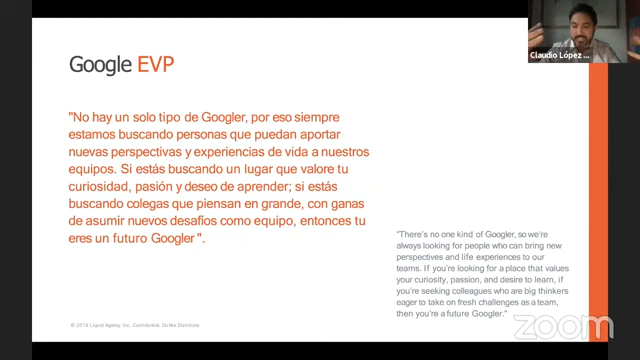 Google EVP
Claudio López ...
"No hay un solo tipo de Googler, por eso siempre
estamos buscando personas que puedan aportar
nuevas perspectivas y experiencias de vida a nuestros
equipos. Si estás buscando un lugar que valore tu
curiosidad, pasión y deseo de aprender; si estás
buscando colegas que piensan en grande, con ganas
de asumir nuevos desafíos como equipo, entonces tu
eres un futuro Googler ".
"There's no one kind of Googler, so we're
always looking for people who can bring new
perspectives and life experiences to our
teams. If you're looking for a place that values
your curiosity, passion, and desire to learn, if
you're seeking colleagues who are big thinkers
eager to take on fresh challenges as a team,
then you're a future Googler."
© 2019 Liquid Agency, Inc. Confidential. Do Not Distribute.
zoom